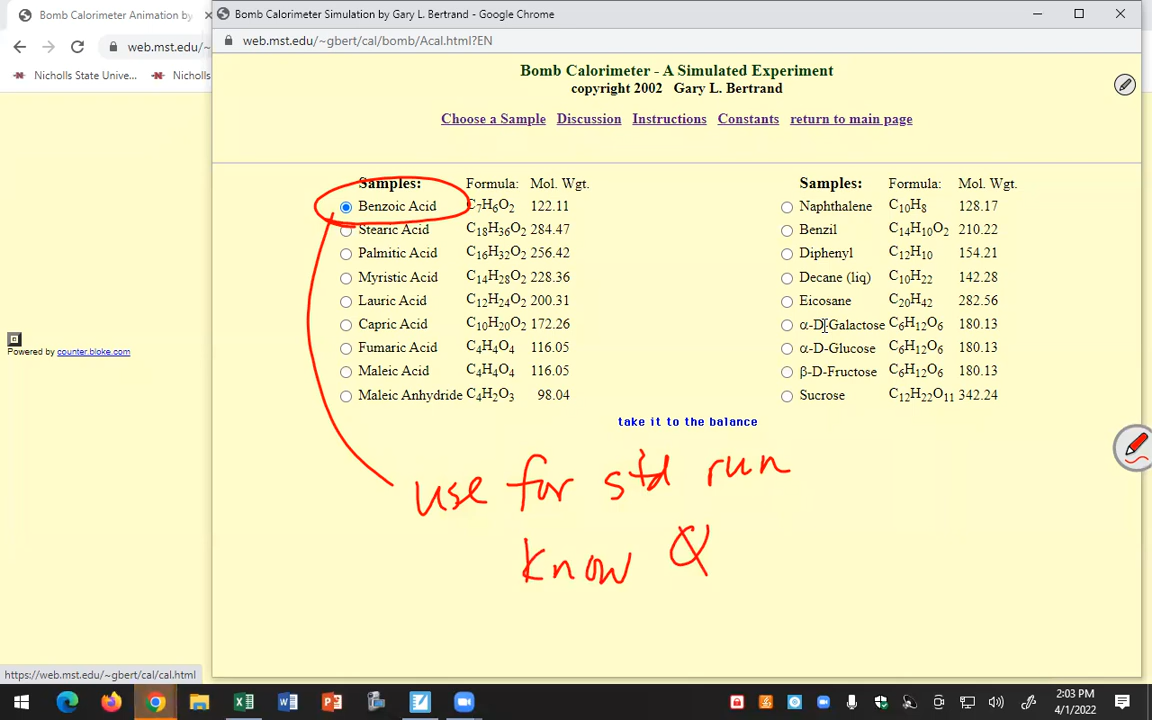 Bomb Calorimeter Animation by
Bomb Calorimeter Simulation by Gary L. Bertrand - Google Chrome
web.mst.edu/~
web.mst.edu/~gbert/cal/bomb/Acal.html?EN
Nicholls State Unive...
Nicholls
Bomb Calorimeter - A Simulated Experiment
copyright 2002 Gary L. Bertrand
Choose a Sample Discussion Instructions Constants return to main page
Samples: Formula: Mol. Wgt.
Benzoic Acid C7H6O2 122.11
Stearic Acid C18H36O2 284.47
Palmitic Acid C16H32O2 256.42
Myristic Acid C14H28O2 228.36
Lauric Acid C12H24O2 200.31
Capric Acid C10H20O2 172.26
Fumaric Acid C4H4O4 116.05
Maleic Acid C4H4O4 116.05
Maleic Anhydride C4H2O3 98.04
Samples: Formula: Mol. Wgt.
Naphthalene C10H8 128.17
Benzil C14H10O2 210.22
Diphenyl C12H10 154.21
Decane (liq) C10H22 142.28
Eicosane C20H42 282.56
α-D-Galactose C6H12O6 180.13
α-D-Glucose C6H12O6 180.13
β-D-Fructose C6H12O6 180.13
Sucrose C12H22O11 342.24
Powered by counter.bloke.com
take it to the balance
use for std run
know Q
https://web.mst.edu/~gbert/cal/cal.html
2:03 PM
4/1/2022